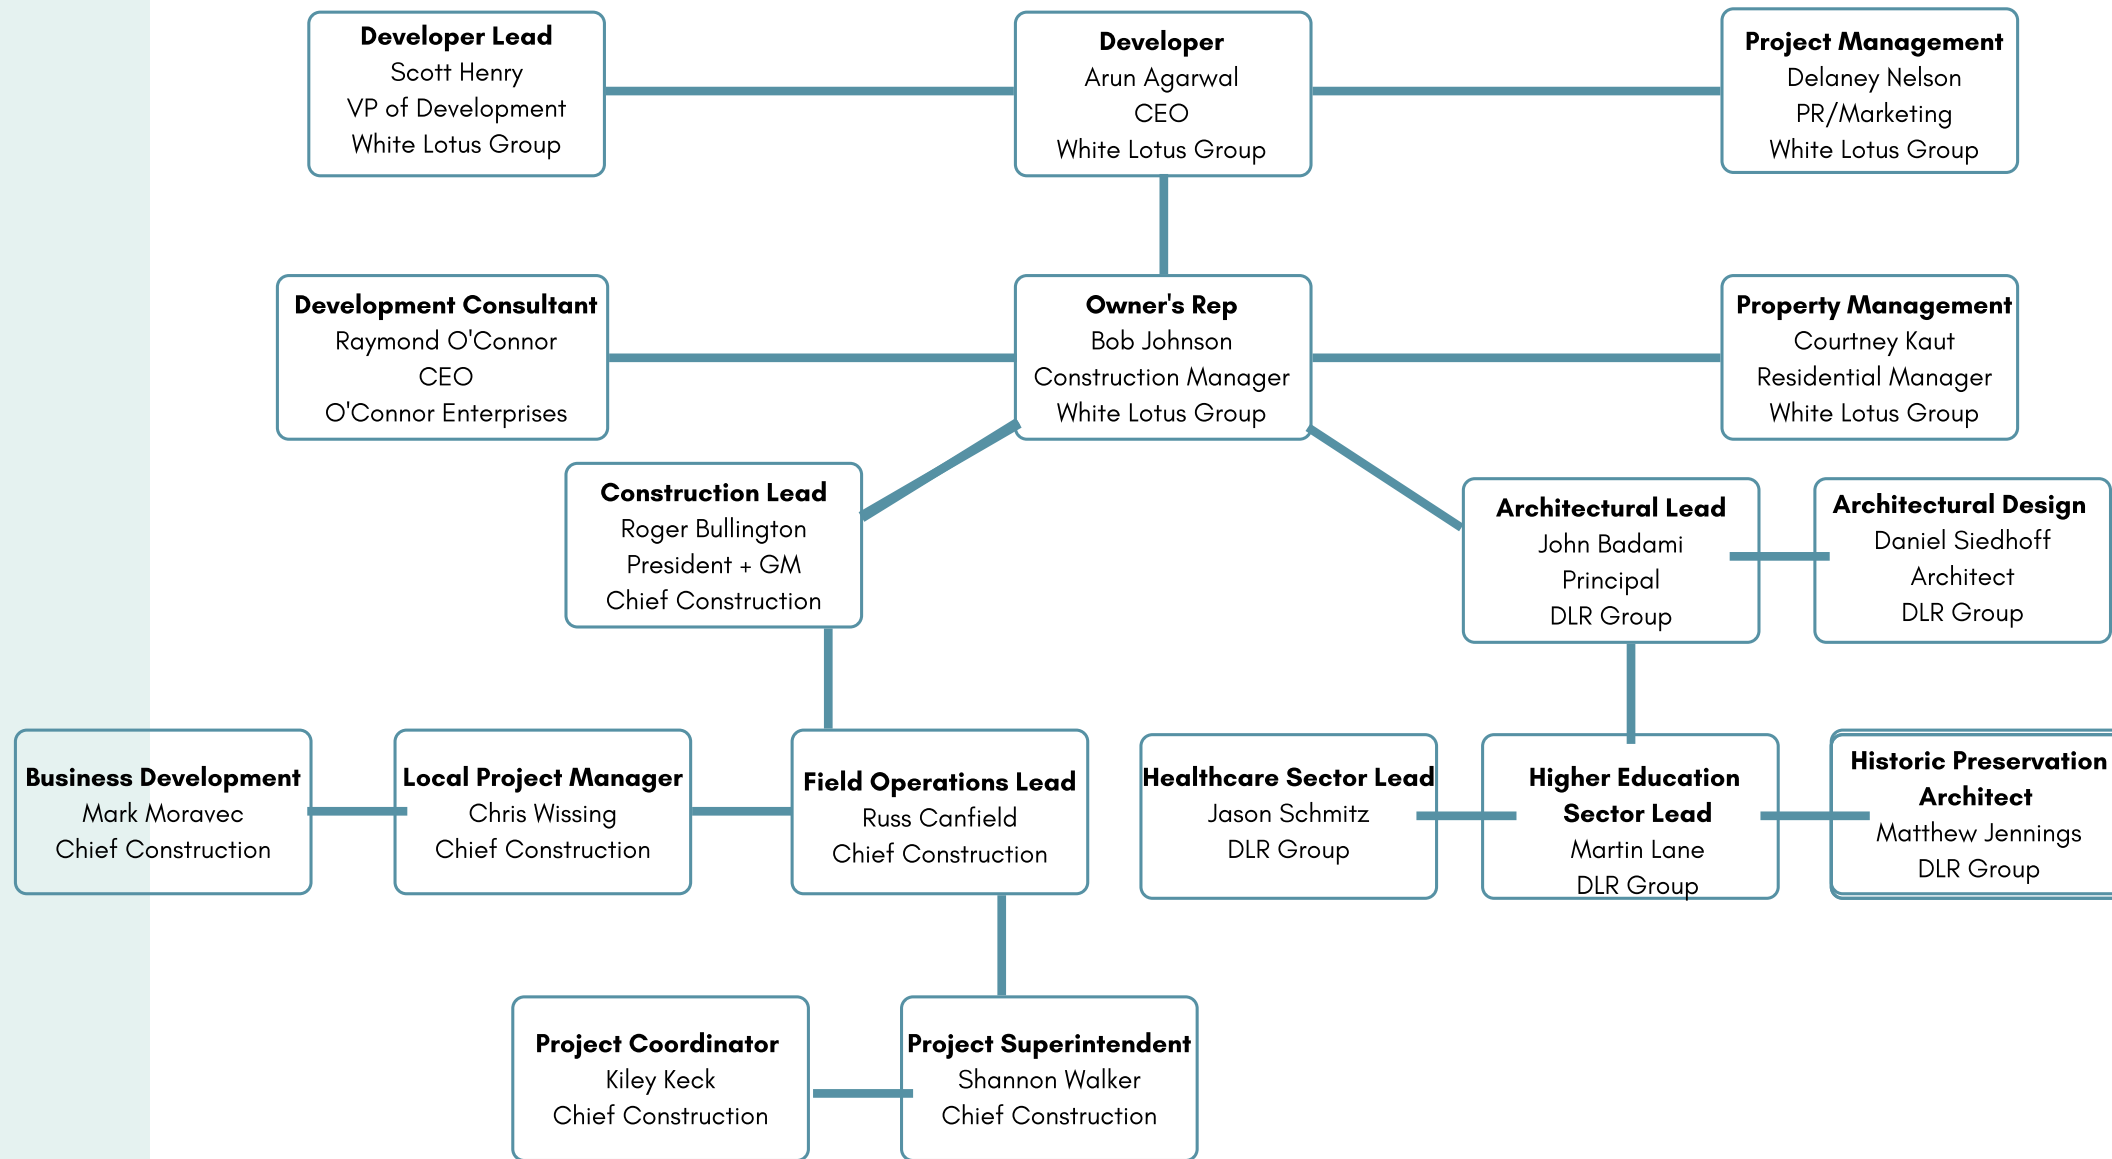 Developer Lead
Scott Henry
VP of Development
White Lotus Group
Developer
Arun Agarwal
CEO
White Lotus Group
Project Management
Delaney Nelson
PR/Marketing
White Lotus Group
Development Consultant
Raymond O'Connor
CEO
O'Connor Enterprises
Owner's Rep
Bob Johnson
Construction Manager
White Lotus Group
Property Management
Courtney Kaut
Residential Manager
White Lotus Group
Construction Lead
Roger Bullington
President + GM
Chief Construction
Architectural Lead
John Badami
Principal
DLR Group
Architectural Design
Daniel Siedhoff
Architect
DLR Group
Business Development
Mark Moravec
Chief Construction
Local Project Manager
Chris Wissing
Chief Construction
Field Operations Lead
Russ Canfield
Chief Construction
Healthcare Sector Lead
Jason Schmitz
DLR Group
Higher Education
Sector Lead
Martin Lane
DLR Group
Historic Preservation
Architect
Matthew Jennings
DLR Group
Project Coordinator
Kiley Keck
Chief Construction
Project Superintendent
Shannon Walker
Chief Construction